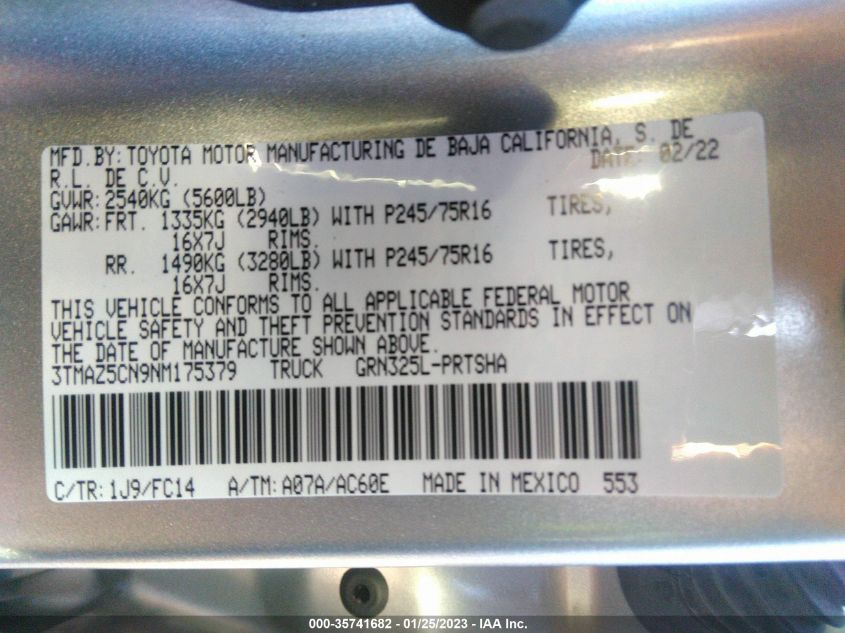 MFD.BY: TOYOTA MOTOR MANUFACTURING DE BAJA CALIFORNIA, S. DE
R.L. DE C.V. DATE: 02/22
GVWR: 2540KG (5600LB)
GAWR: FRT. 1335KG (2940LB) WITH P245/75R16 TIRES,
16X7J RIMS.
RR. 1490KG (3280LB) WITH P245/75R16 TIRES,
16X7J RIMS.
THIS VEHICLE CONFORMS TO ALL APPLICABLE FEDERAL MOTOR
VEHICLE SAFETY AND THEFT PREVENTION STANDARDS IN EFFECT ON
THE DATE OF MANUFACTURE SHOWN ABOVE.
3TMAZ5CN9NM175379 TRUCK GRN325L-PRTSHA
C/TR: 1J9/FC14 A/TM: A07A/AC60E MADE IN MEXICO 553
000-35741682 - 01/25/2023 - IAA Inc.